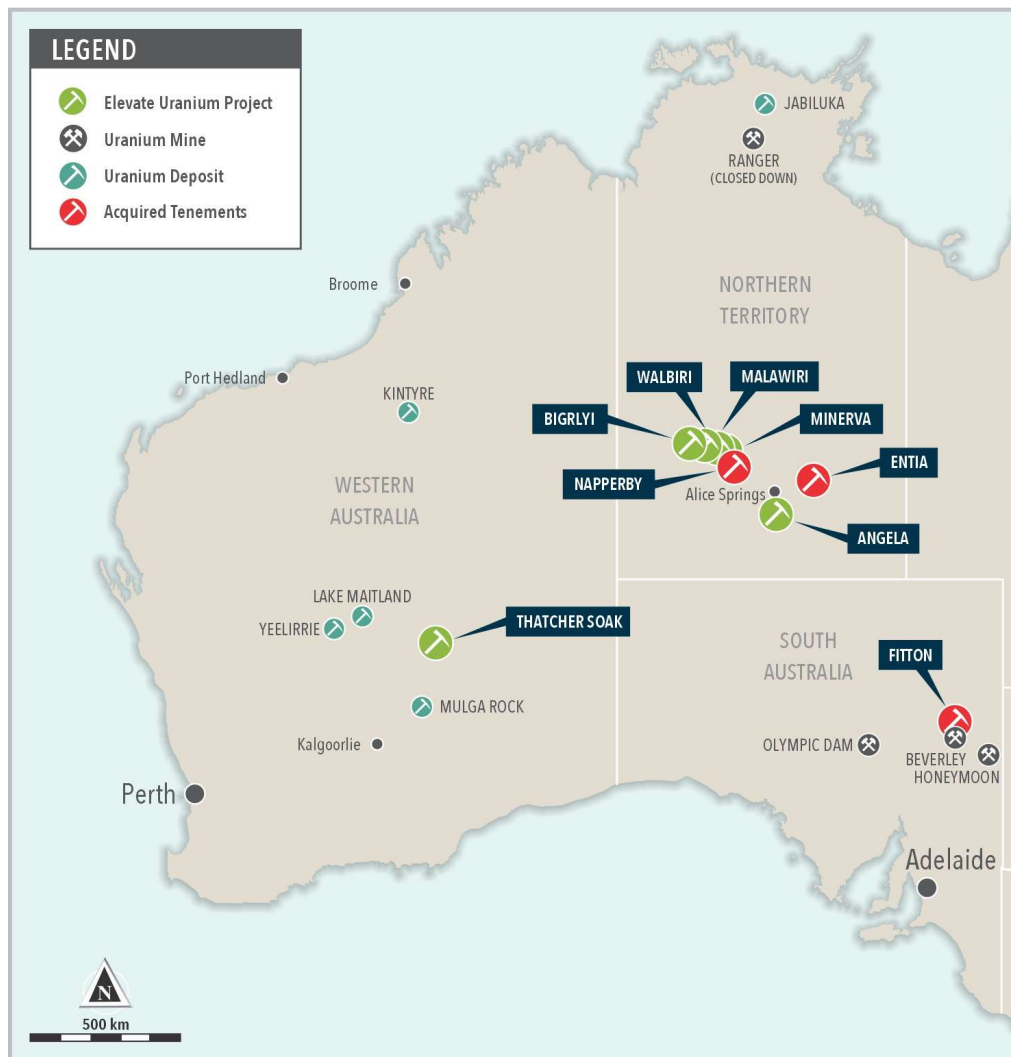 LEGEND
Elevate Uranium Project
Uranium Mine
Uranium Deposit
Acquired Tenements
JABILUKA
RANGER
(CLOSED DOWN)
Broome
NORTHERN
TERRITORY
Port Hedland
KINTYRE
WALBIRI
MALAWIRI
BIGRLYI
MINERVA
ENTIA
NAPPERBY
Alice Springs
WESTERN
AUSTRALIA
ANGELA
LAKE MAITLAND
YEELIRRIE
THATCHER SOAK
SOUTH
AUSTRALIA
FITTON
MULGA ROCK
Kalgoorlie
OLYMPIC DAM
BEVERLEY
HONEYMOON
Perth
Adelaide
N
500 km